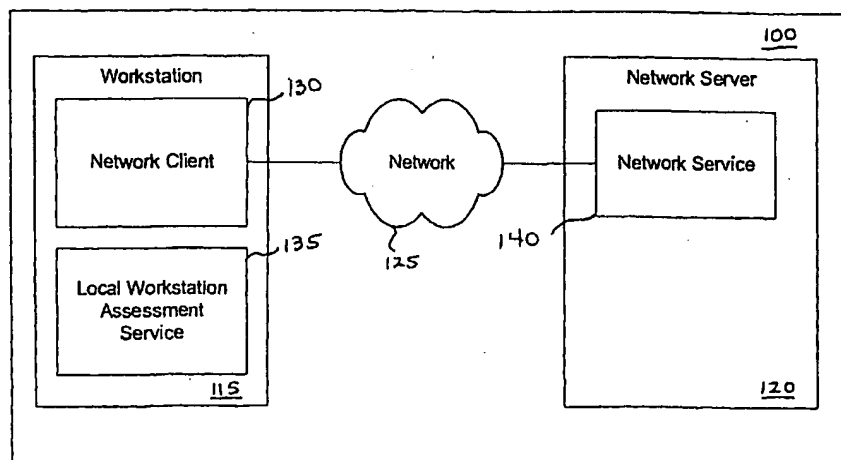 100
Workstation
130
Network Client
Network
125
Network Server
Network Service
140
135
Local Workstation
Assessment
Service
115
120